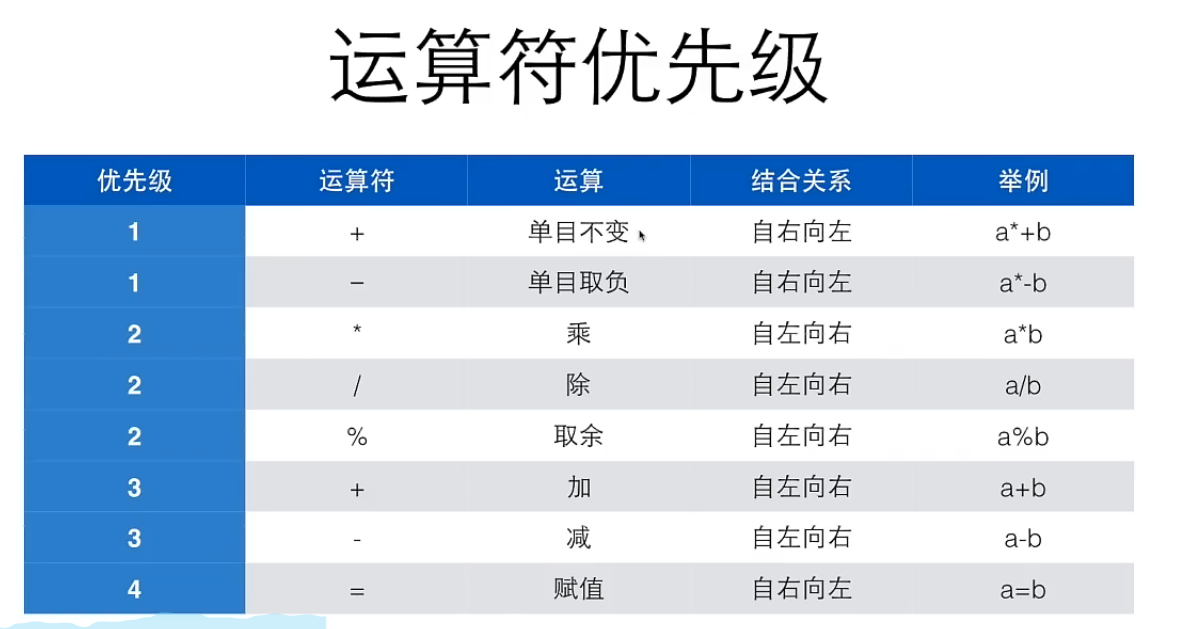 运算符优先级
优先级 运算符 运算 结合关系 举例
1 + 单目不变 自右向左 a*+b
1 − 单目取负 自右向左 a*-b
2 * 乘 自左向右 a*b
2 / 除 自左向右 a/b
2 % 取余 自左向右 a%b
3 + 加 自左向右 a+b
3 - 减 自左向右 a-b
4 = 赋值 自右向左 a=b